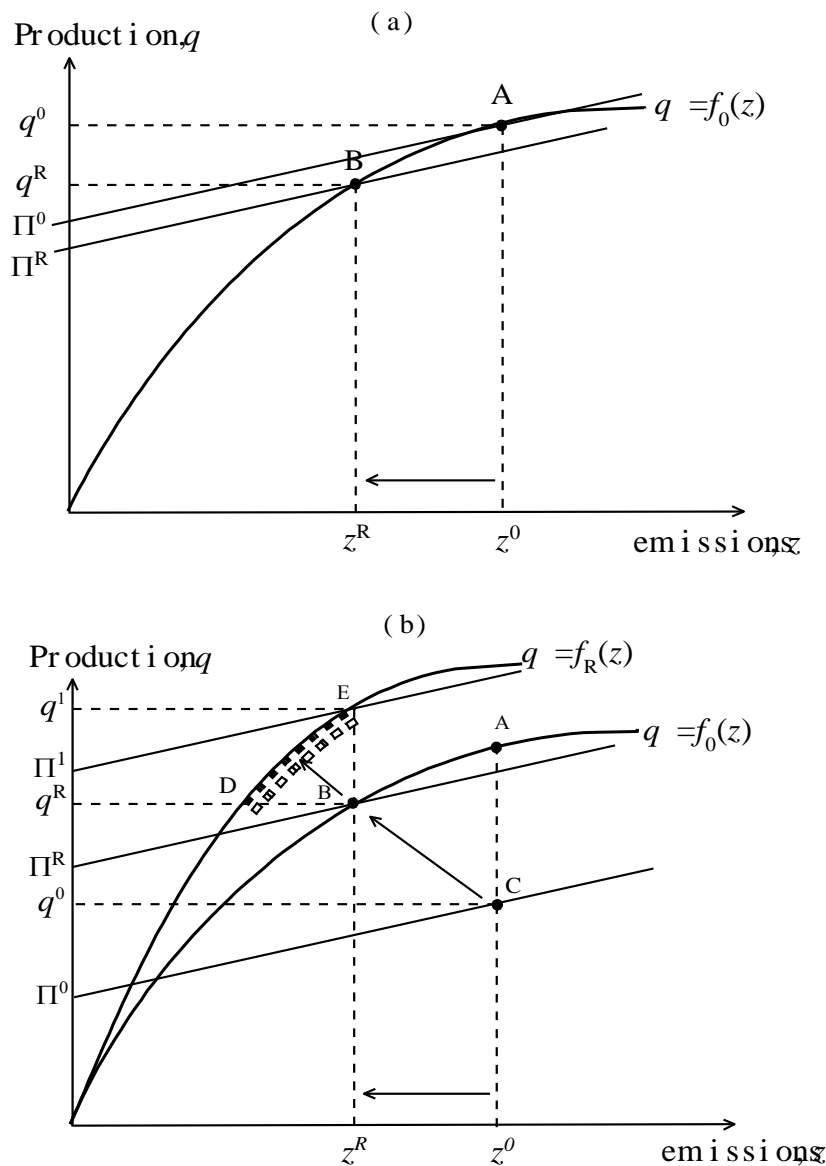 (a)
Production, q
A
q = f₀(z)
q⁰
B
qᴿ
Π⁰
Πᴿ
zᴿ
z⁰
emissions, z
(b)
Production, q
q = fR(z)
E
q¹
A
q = f₀(z)
Π¹
D
qᴿ
B
Πᴿ
C
q⁰
Π⁰
zᴿ
z⁰
emissions, z